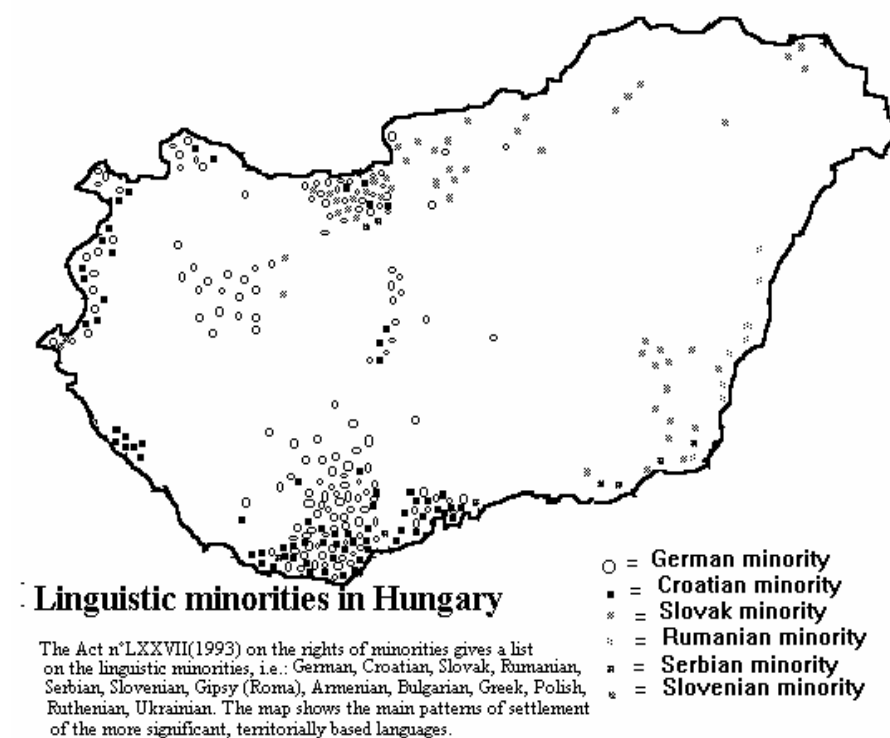 Linguistic minorities in Hungary
The Act n°LXXVII(1993) on the rights of minorities gives a list
on the linguistic minorities, i.e.: German, Croatian, Slovak, Rumanian,
Serbian, Slovenian, Gipsy (Roma), Armenian, Bulgarian, Greek, Polish,
Ruthenian, Ukrainian. The map shows the main patterns of settlement
of the more significant, territorially based languages.
= German minority
= Croatian minority
= Slovak minority
= Rumanian minority
= Serbian minority
= Slovenian minority